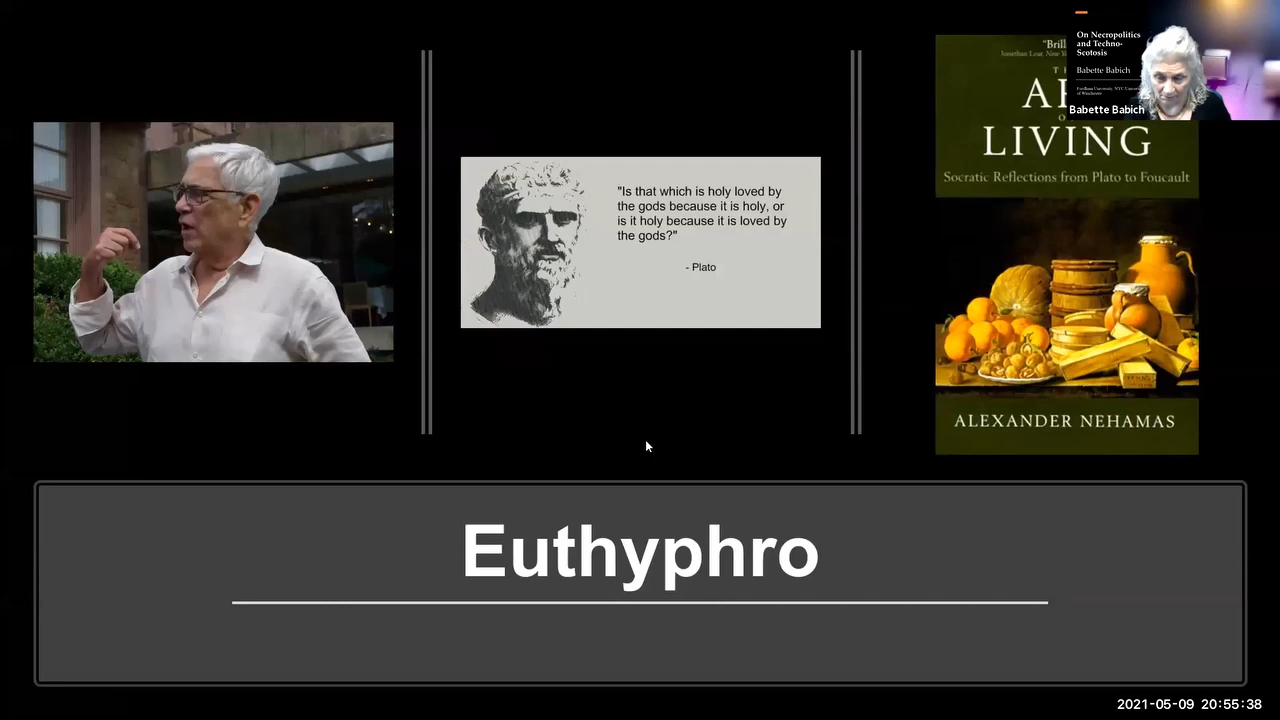 On Necropolitics
and Techno-
Scotosis
Babette Babich
Babette Babich
"Brill
Jonathan Lear, New Y
T
A
O
LIVING
Socratic Reflections from Plato to Foucault
"Is that which is holy loved by
the gods because it is holy, or
is it holy because it is loved by
the gods?"
- Plato
ALEXANDER NEHAMAS
Euthyphro
2021-05-09 20:55:38